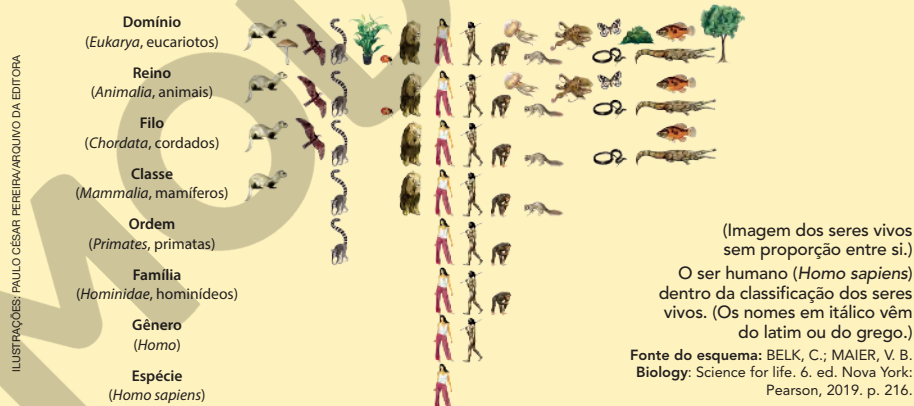 Domínio
(Eukarya, eucariotos)
Reino
(Animalia, animais)
Filo
(Chordata, cordados)
Classe
(Mammalia, mamíferos)
Ordem
(Primates, primatas)
Família
(Hominidae, hominídeos)
Gênero
(Homo)
Espécie
(Homo sapiens)
ILUSTRAÇÕES: PAULO CÉSAR PEREIRA/ARQUIVO DA EDITORA
(Imagem dos seres vivos
sem proporção entre si.)
O ser humano (Homo sapiens)
dentro da classificação dos seres
vivos. (Os nomes em itálico vêm
do latim ou do grego.)
Fonte do esquema: BELK, C.; MAIER, V. B.
Biology: Science for life. 6. ed. Nova York:
Pearson, 2019. p. 216.